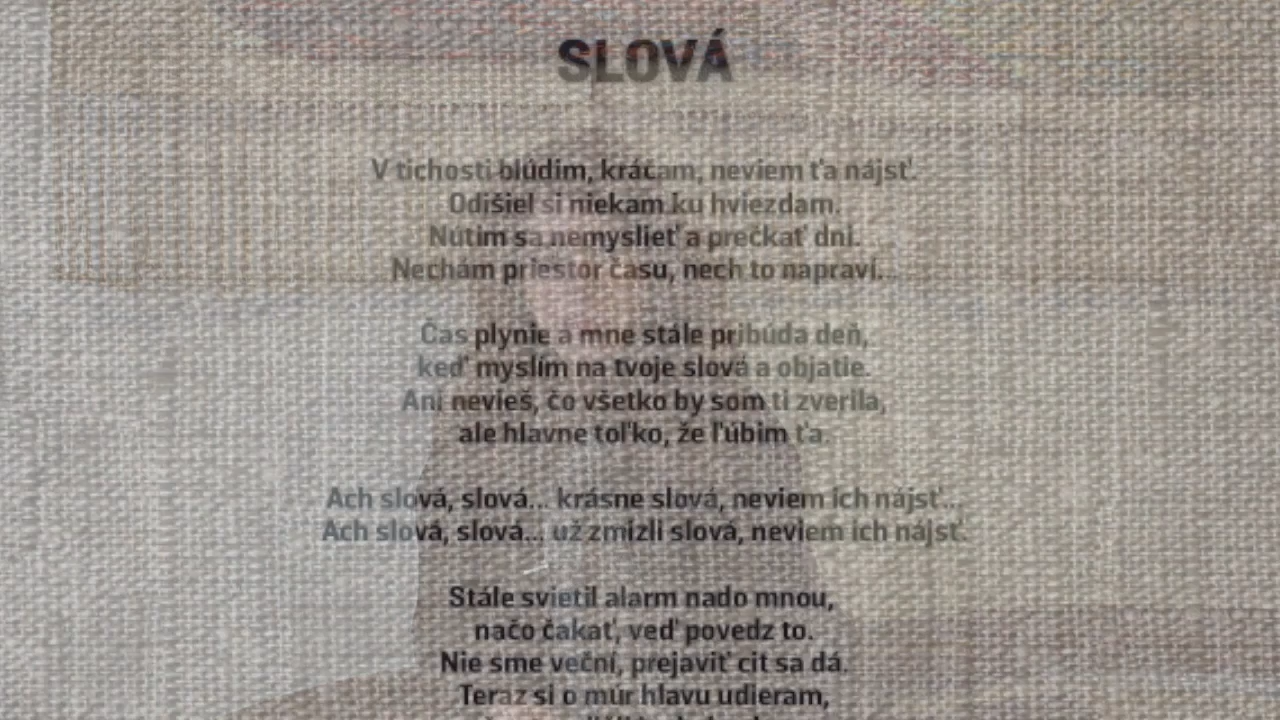 SLOVÁ
V tichosti blúdim, kráčam, neviem ťa nájsť.
Odišiel si niekam ku hviezdam.
Nútim sa nemyslieť a prečkať dni.
Nechám priestor času, nech to napraví...
Čas plynie a mne stále pribúda deň,
keď myslím na tvoje slová a objatie.
Ani nevieš, čo všetko by som ti zverila,
ale hlavne toľko, že ľúbim ťa.
Ach slová, slová... krásne slová, neviem ich nájsť...
Ach slová, slová... už zmizli slová, neviem ich nájsť.
Stále svietil alarm nado mnou,
načo čakať, veď povedz to.
Nie sme veční, prejaviť cit sa dá.
Teraz si o múr hlavu udieram,